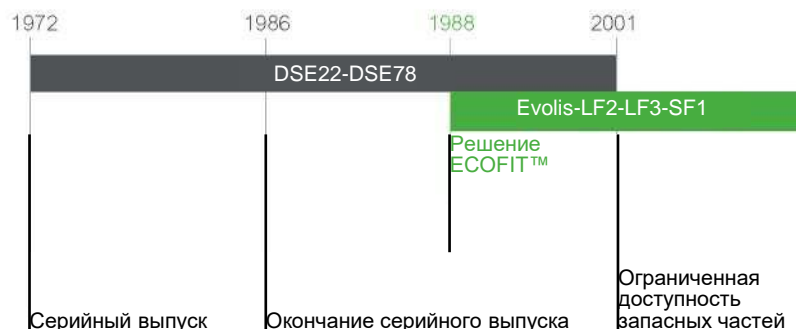 1972
1986
1988
2001
DSE22-DSE78
Evolis-LF2-LF3-SF1
Решение
ECOFIT™
Ограниченная
доступность
запасных частей
Серийный выпуск
Окончание серийного выпуска